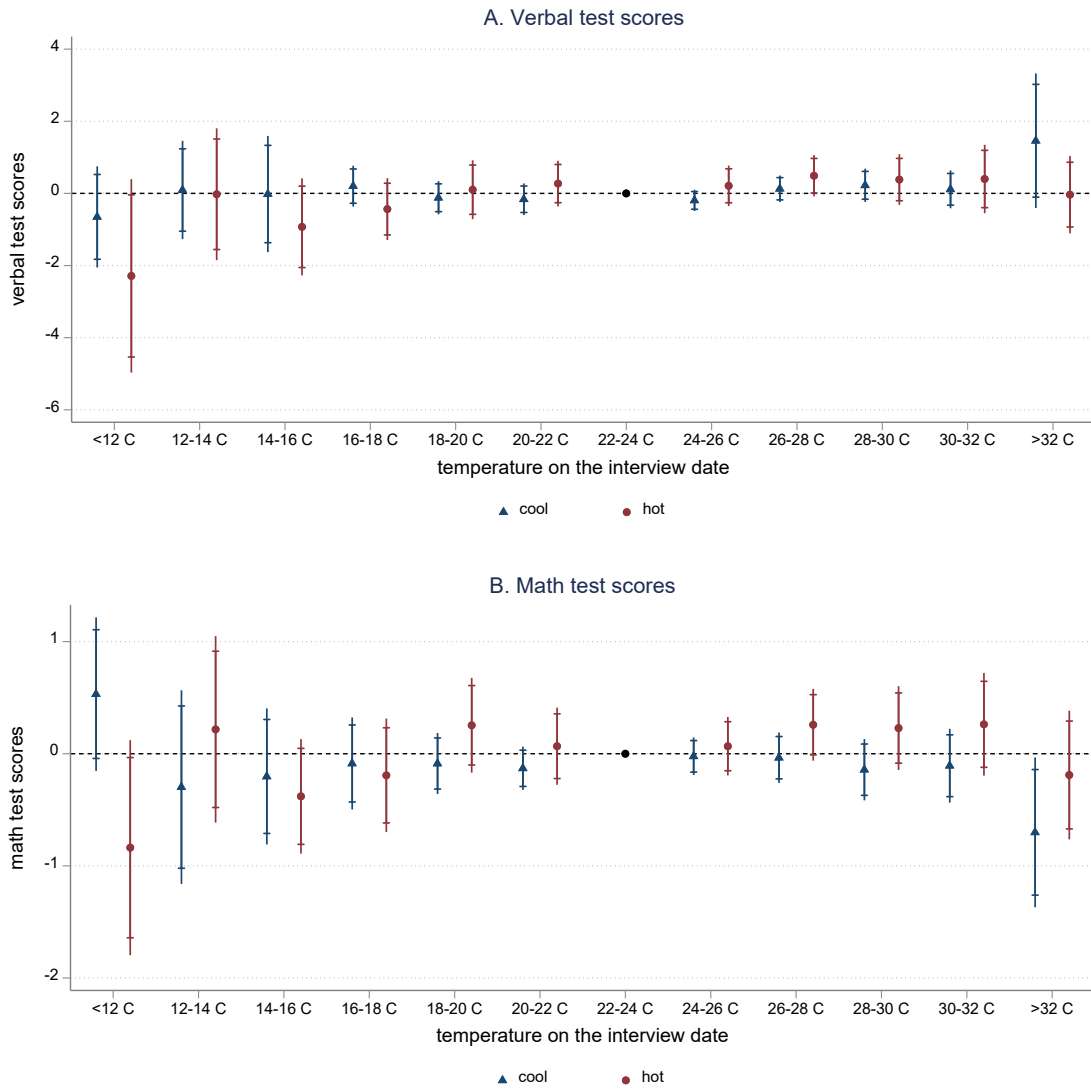 A. Verbal test scores
verbal test scores
4
2
0
-2
-4
-6
<12 C 12-14 C 14-16 C 16-18 C 18-20 C 20-22 C 22-24 C 24-26 C 26-28 C 28-30 C 30-32 C >32 C
temperature on the interview date
cool hot
B. Math test scores
math test scores
1
0
-1
-2
<12 C 12-14 C 14-16 C 16-18 C 18-20 C 20-22 C 22-24 C 24-26 C 26-28 C 28-30 C 30-32 C >32 C
temperature on the interview date
cool hot